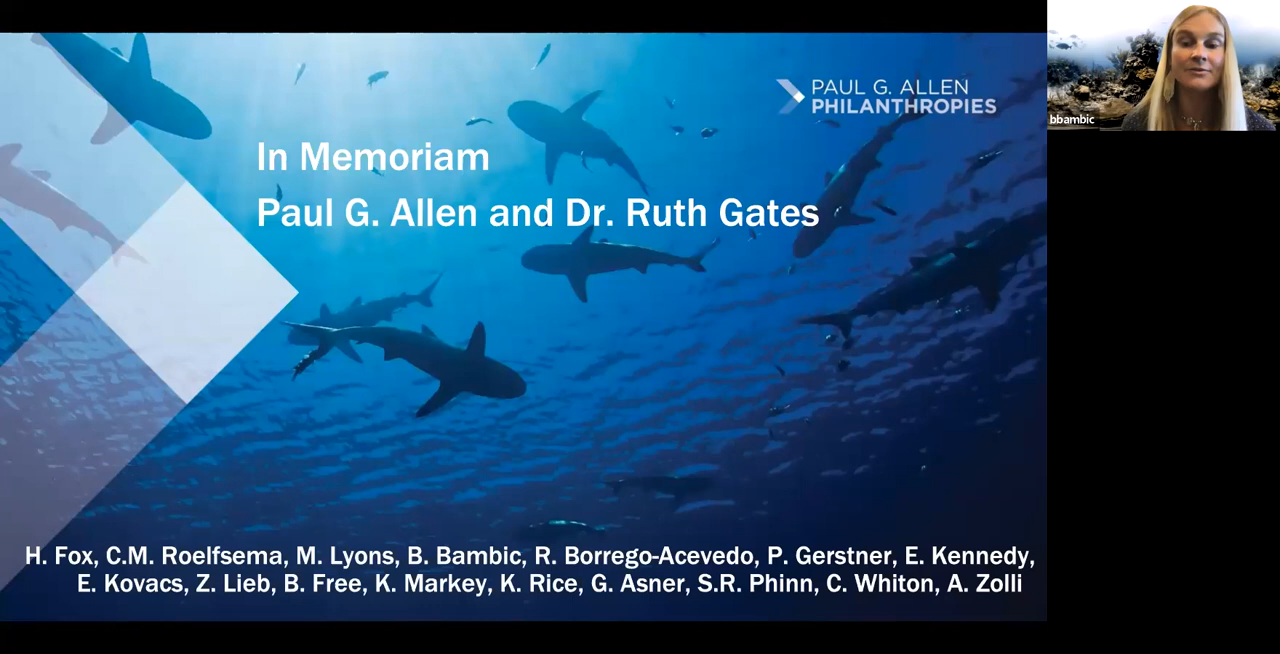 PAUL G. ALLEN
PHILANTHROPIES
In Memoriam
Paul G. Allen and Dr. Ruth Gates
bbambic
H. Fox, C.M. Roelfsema, M. Lyons, B. Bambic, R. Borrego-Acevedo, P. Gerstner, E. Kennedy,
E. Kovacs, Z. Lieb, B. Free, K. Markey, K. Rice, G. Asner, S.R. Phinn, C. Whiton, A. Zolli